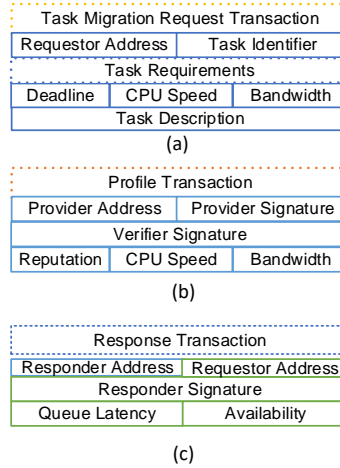 Task Migration Request Transaction
Requestor Address Task Identifier
Task Requirements
Deadline CPU Speed Bandwidth
Task Description
(a)
Profile Transaction
Provider Address Provider Signature
Verifier Signature
Reputation CPU Speed Bandwidth
(b)
Response Transaction
Responder Address Requestor Address
Responder Signature
Queue Latency Availability
(c)